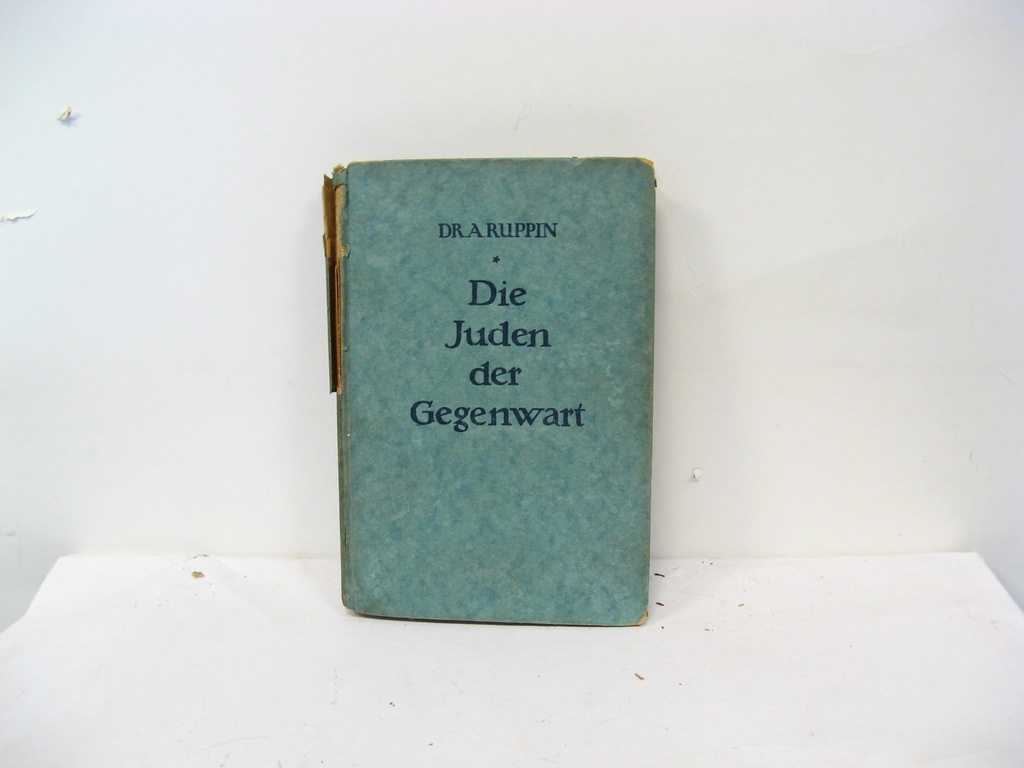 DR. A. RUPPIN
Die
Juden
der
Gegenwart